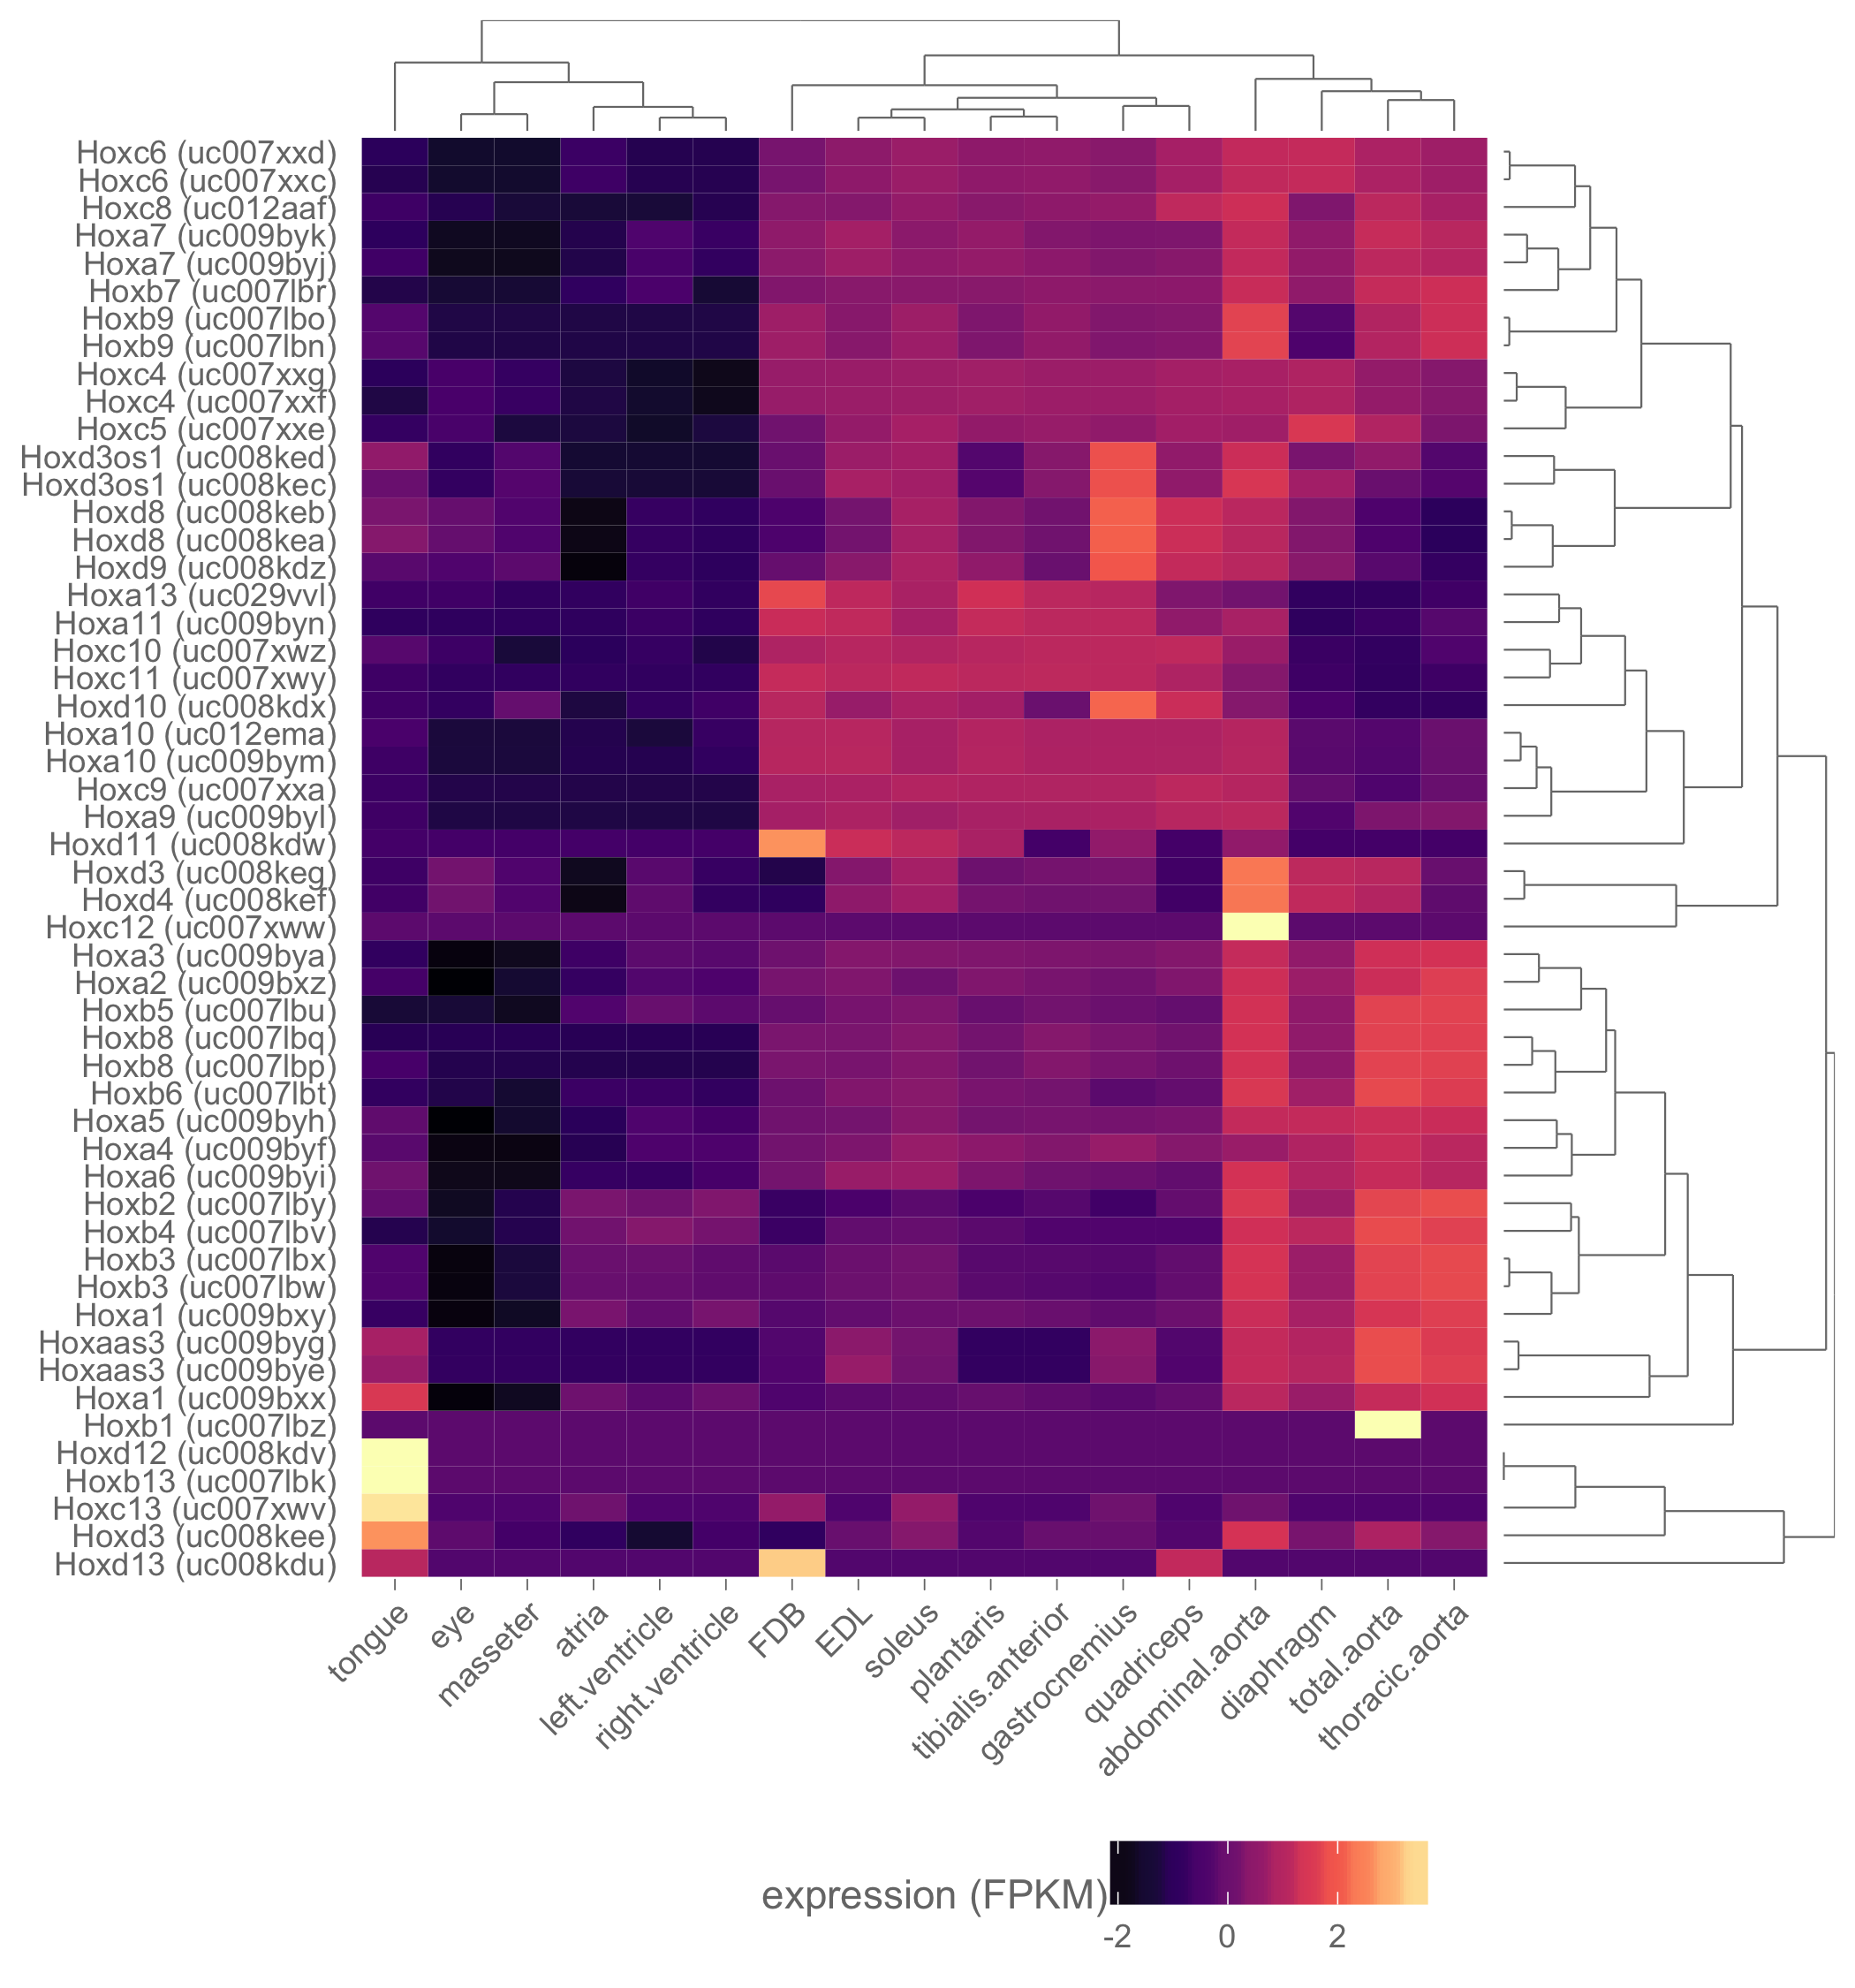 Hoxc6 (uc007xxd)
Hoxc6 (uc007xxc)
Hoxc8 (uc012aaf)
Hoxa7 (uc009byk)
Hoxa7 (uc009byj)
Hoxb7 (uc007lbr)
Hoxb9 (uc007lbo)
Hoxb9 (uc007lbn)
Hoxc4 (uc007xxg)
Hoxc4 (uc007xxf)
Hoxc5 (uc007xxe)
Hoxd3os1 (uc008ked)
Hoxd3os1 (uc008kec)
Hoxd8 (uc008keb)
Hoxd8 (uc008kea)
Hoxd9 (uc008kdz)
Hoxa13 (uc029vvl)
Hoxa11 (uc009byn)
Hoxc10 (uc007xwz)
Hoxc11 (uc007xwy)
Hoxd10 (uc008kdx)
Hoxa10 (uc012ema)
Hoxa10 (uc009bym)
Hoxc9 (uc007xxa)
Hoxa9 (uc009byl)
Hoxd11 (uc008kdw)
Hoxd3 (uc008keg)
Hoxd4 (uc008kef)
Hoxc12 (uc007xww)
Hoxa3 (uc009bya)
Hoxa2 (uc009bxz)
Hoxb5 (uc007lbu)
Hoxb8 (uc007lbq)
Hoxb8 (uc007lbp)
Hoxb6 (uc007lbt)
Hoxa5 (uc009byh)
Hoxa4 (uc009byf)
Hoxa6 (uc009byi)
Hoxb2 (uc007lby)
Hoxb4 (uc007lbv)
Hoxb3 (uc007lbx)
Hoxb3 (uc007lbw)
Hoxa1 (uc009bxy)
Hoxaas3 (uc009byg)
Hoxaas3 (uc009bye)
Hoxa1 (uc009bxx)
Hoxb1 (uc007lbz)
Hoxd12 (uc008kdv)
Hoxb13 (uc007lbk)
Hoxc13 (uc007xwv)
Hoxd3 (uc008kee)
Hoxd13 (uc008kdu)
tongue
eye
masseter
atria
left.ventricle
right.ventricle
FDB
EDL
soleus
plantaris
tibialis.anterior
gastrocnemius
quadriceps
abdominal.aorta
diaphragm
total.aorta
thoracic.aorta
expression (FPKM)
-2 0 2